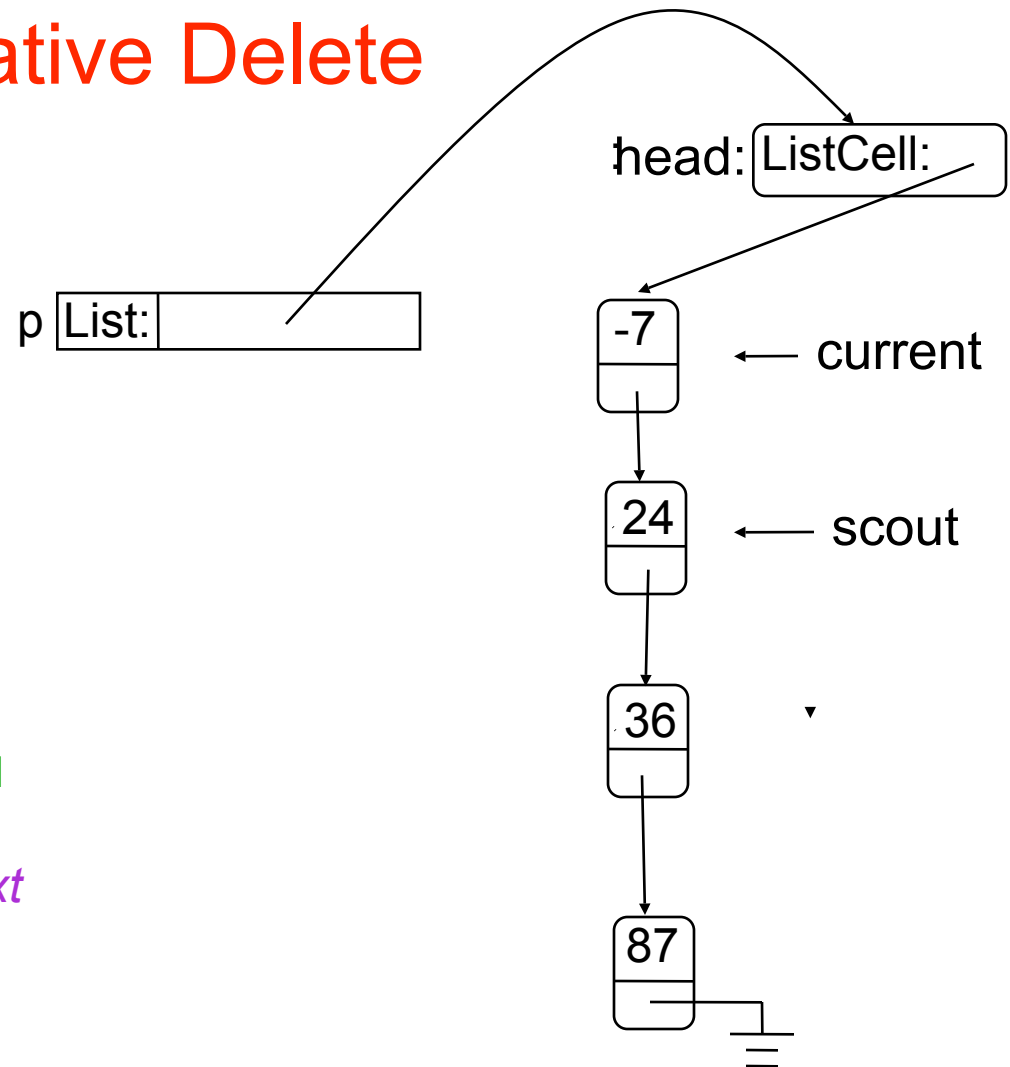 ative Delete
head: ListCell:
p List:
-7
current
24
scout
36
xt
87